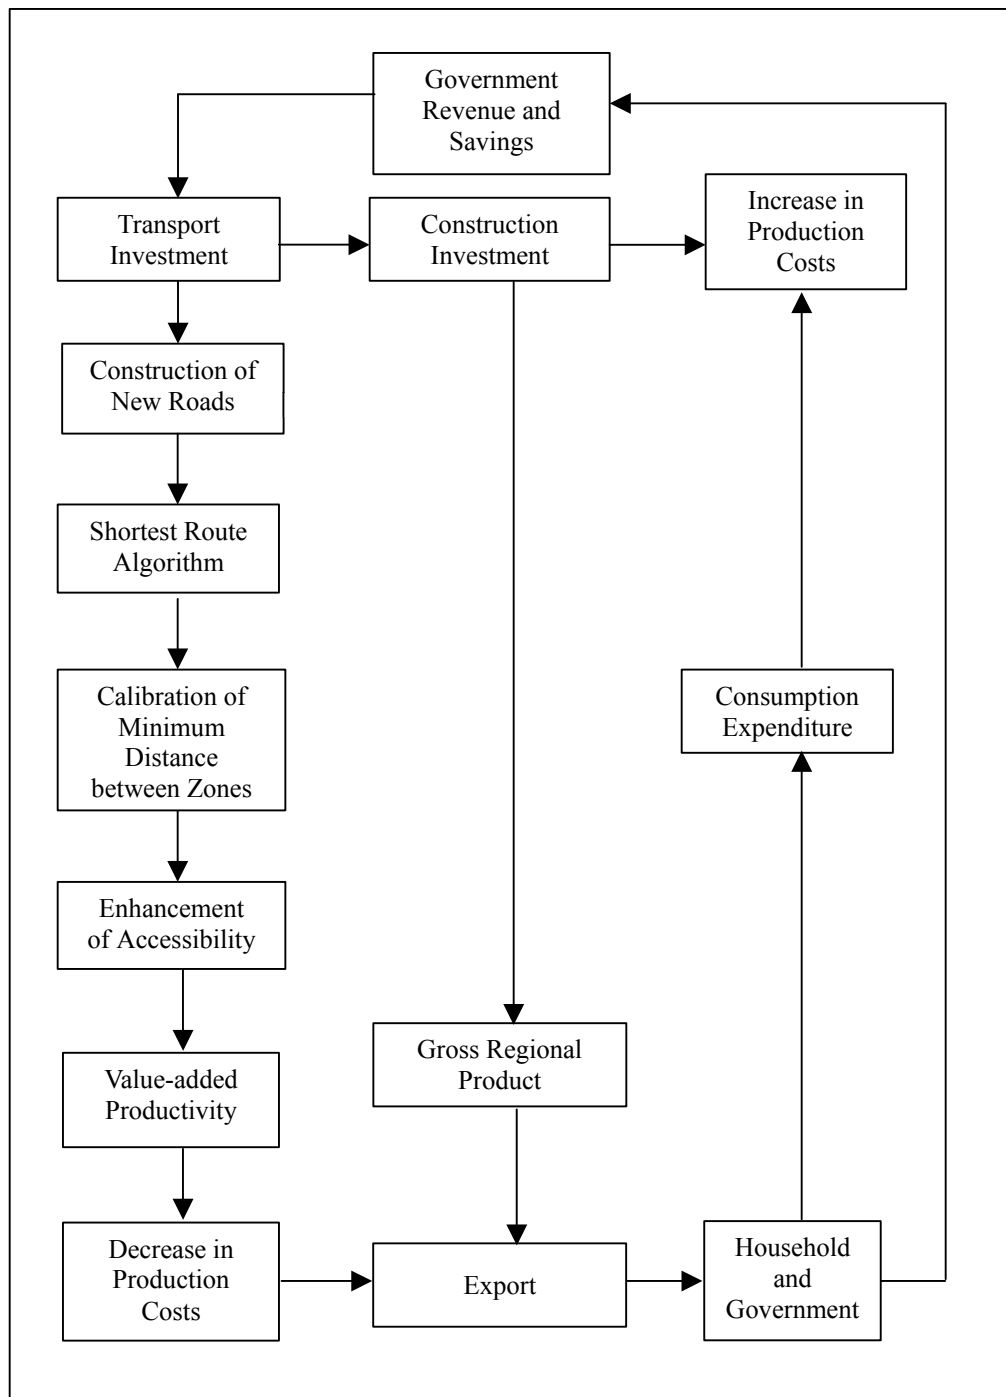 Government
Revenue and
Savings
Transport
Investment
Construction
Investment
Increase in
Production
Costs
Construction of
New Roads
Shortest Route
Algorithm
Calibration of
Minimum
Distance
between Zones
Consumption
Expenditure
Enhancement
of Accessibility
Value-added
Productivity
Gross Regional
Product
Decrease in
Production
Costs
Export
Household
and
Government